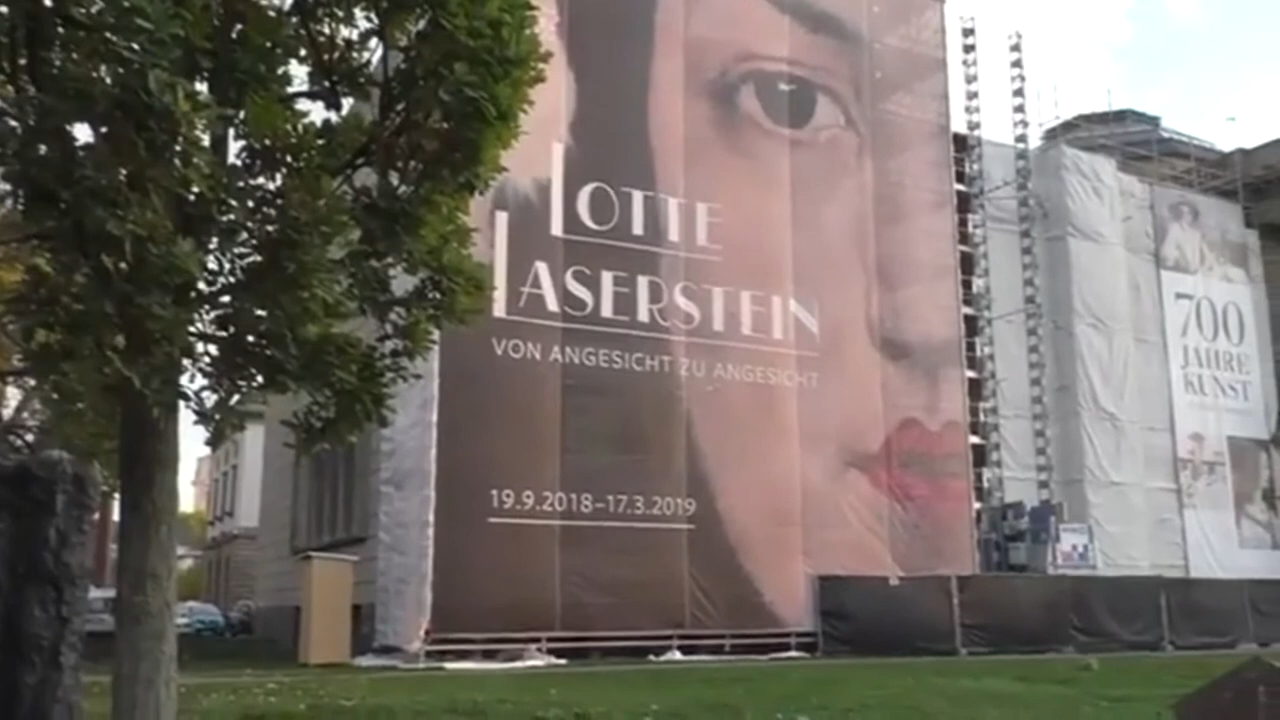 LOTTE
LASERSTEIN
VON ANGESICHT ZU ANGESICHT
19.9.2018–17.3.2019
700
JAHRE
KUNST